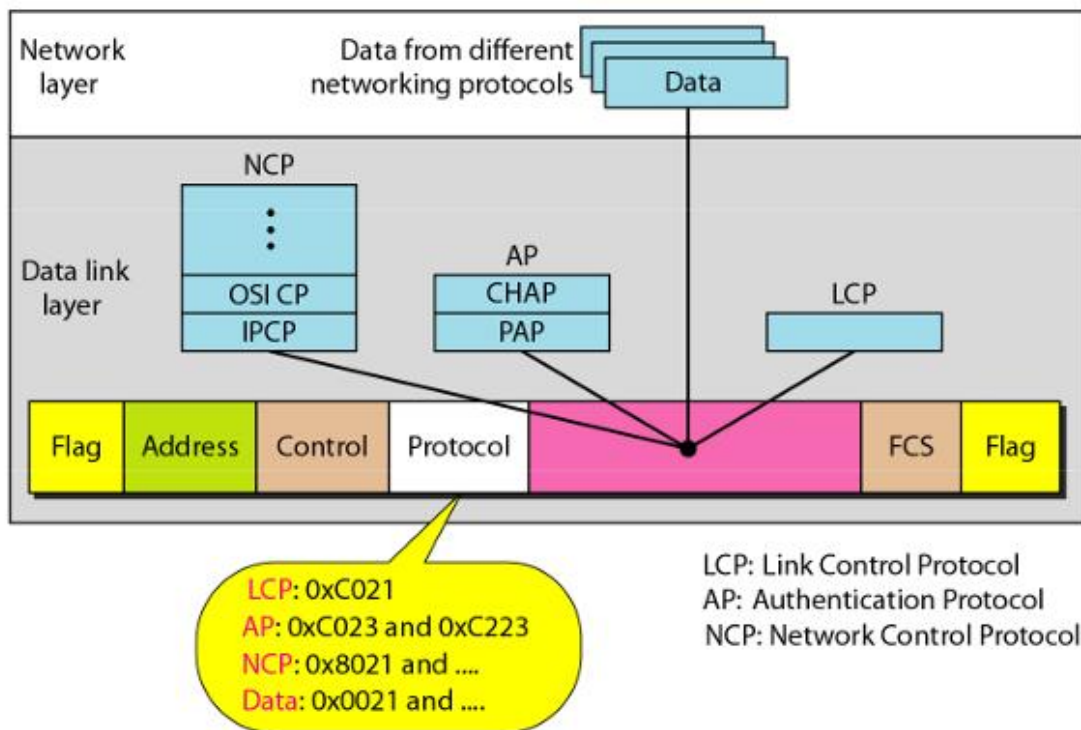 Network
layer
Data from different
networking protocols
Data
NCP
Data link
layer
OSI CP
IPCP
AP
CHAP
PAP
LCP
Flag
Address
Control
Protocol
FCS
Flag
LCP: 0xC021
AP: 0xC023 and 0xC223
NCP: 0x8021 and ....
Data: 0x0021 and ....
LCP: Link Control Protocol
AP: Authentication Protocol
NCP: Network Control Protocol